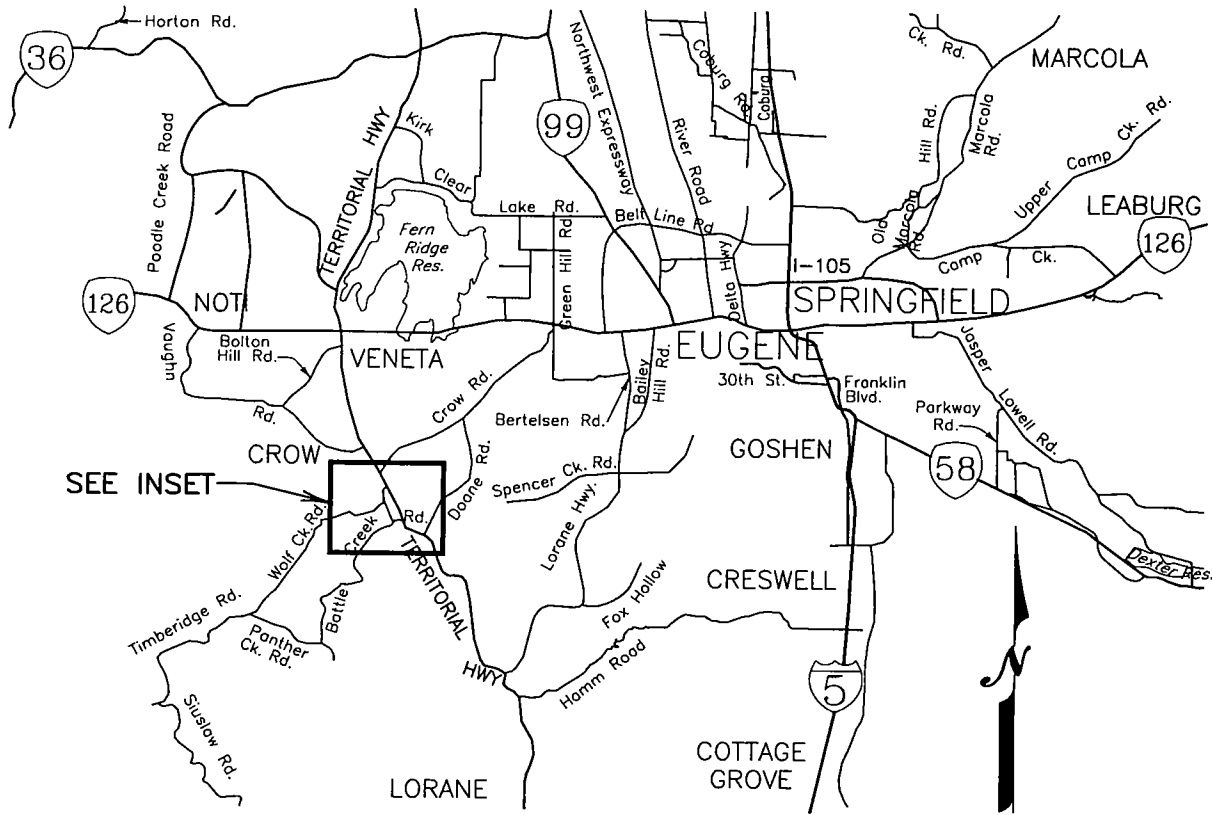 Horton Rd.
36
Poodle Creek Road
TERRITORIAL HWY
Kirk
Clear
Lake Rd.
Fern
Ridge
Res.
99
Northwest Expressway
Coburg Rd.
Coburg
River Road
Belt Line Rd.
Green Hill Rd.
Delta Hwy
Ck. Rd.
MARCOLA
Hill Rd.
Marcola
Rd.
Old
Marcola
Rd.
Upper Camp Ck. Rd.
Camp Ck.
LEABURG
126
I-105
SPRINGFIELD
126
NOTI
Vaughn
Rd.
Bolton
Hill Rd.
VENETA
EUGENE
Bailey
Hill Rd.
30th St.
Franklin
Blvd.
Crow Rd.
Bertelsen Rd.
Jasper
Lowell Rd.
Parkway
Rd.
CROW
SEE INSET
Doane Rd.
Spencer Ck. Rd.
GOSHEN
58
Lorane Hwy.
Wolf Ck.Rd.
Battle Creek Rd.
TERRITORIAL
HWY
Dexter Res.
CRESWELL
Timberidge Rd.
Panther
Ck. Rd.
Fox Hollow
Hamm Road
N
5
Siuslaw Rd.
COTTAGE
GROVE
LORANE